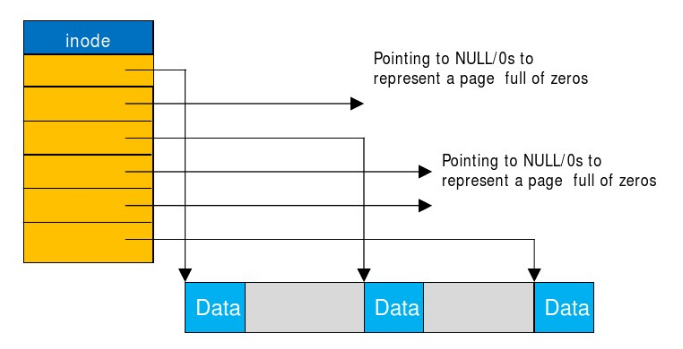 inode
Pointing to NULL/0s to
represent a page full of zeros
Pointing to NULL/0s to
represent a page full of zeros
Data
Data
Data